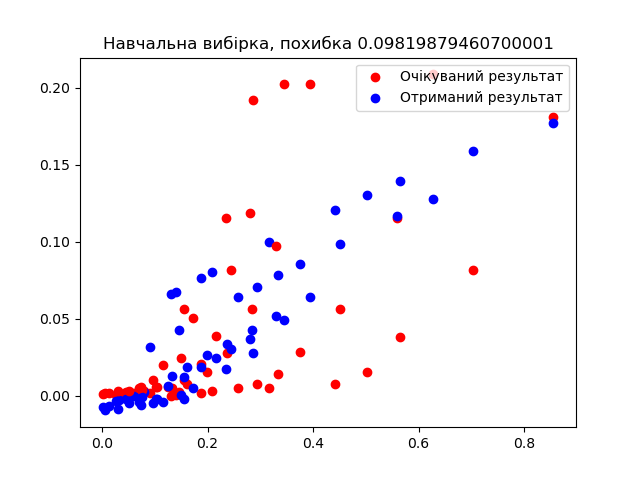 Навчальна вибірка, похибка 0.09819879460700001
Очікуваний результат
Отриманий результат
0.20
0.15
0.10
0.05
0.00
0.0 0.2 0.4 0.6 0.8